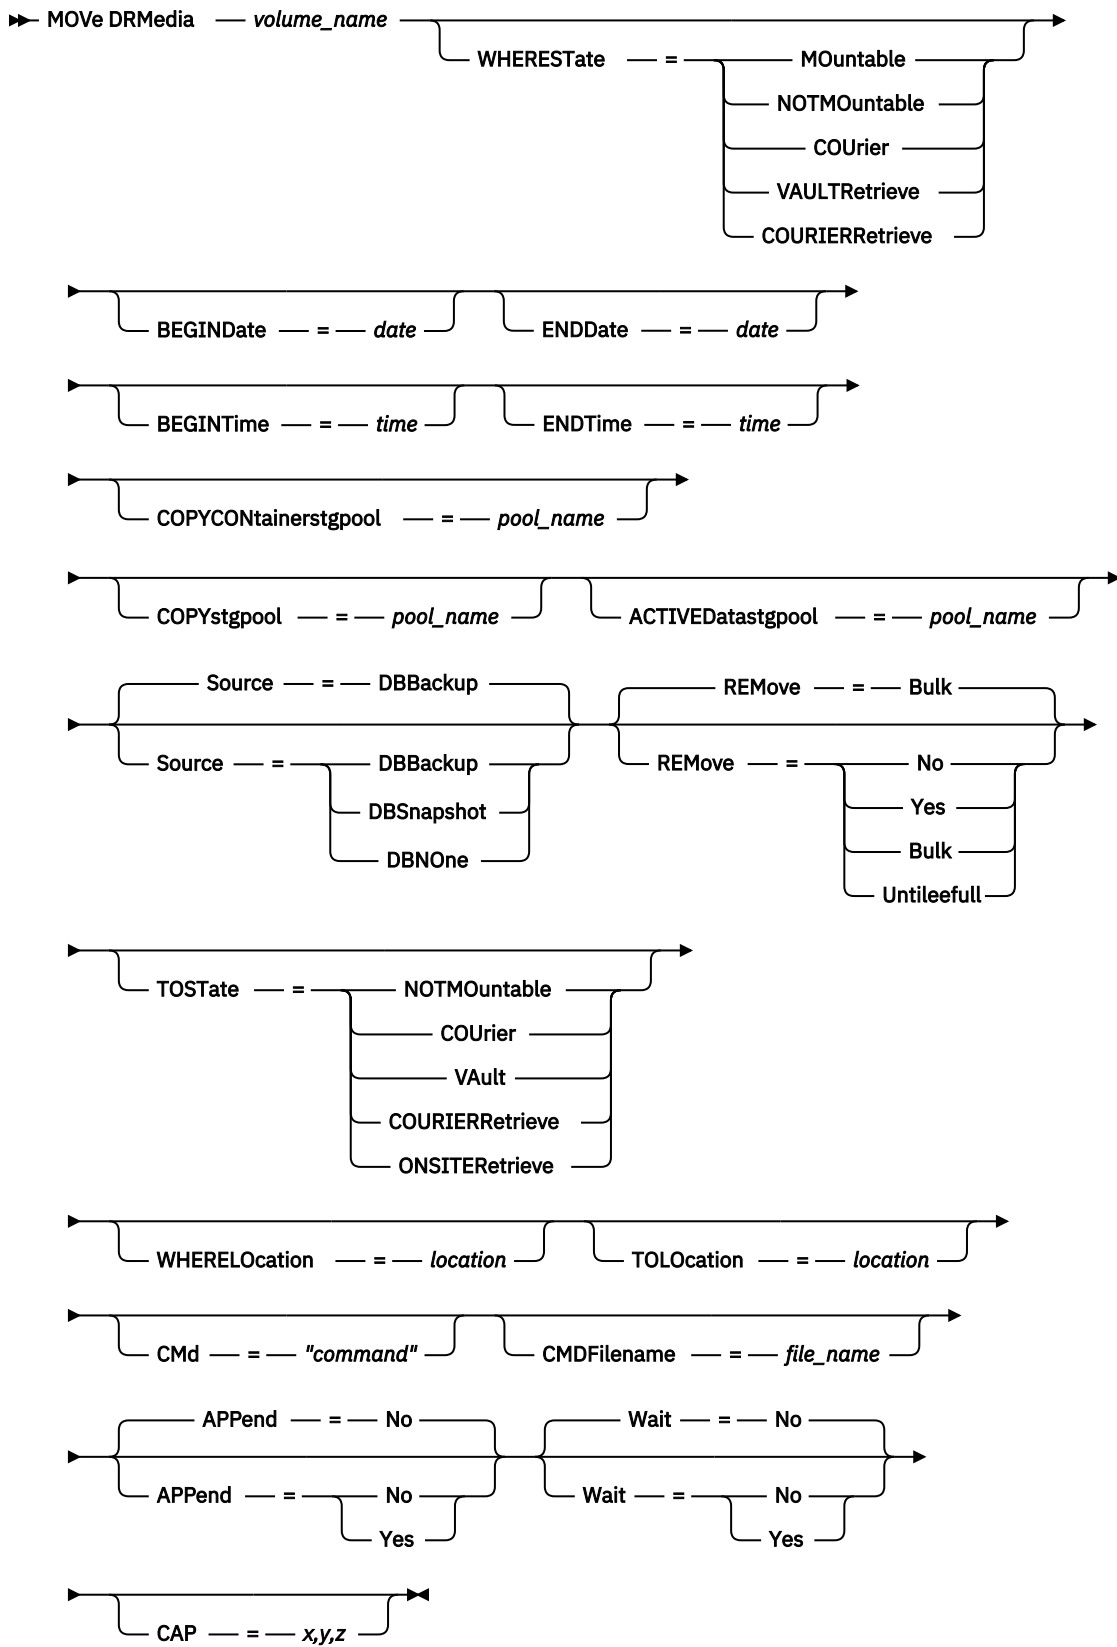 MOVe DRMedia volume_name
WHEREState = MOuntable
NOTMOuntable
COUrier
VAULTRetrieve
COURIERRetrieve
BEGINDate = date ENDDate = date
BEGINTime = time ENDTime = time
COPYCONtainerstgpool = pool_name
COPYstgpool = pool_name ACTIVEDatastgpool = pool_name
Source = DBBackup REMove = Bulk
Source = DBBackup REMove = No
DBSnapshot Yes
DBNOne Bulk
Untileefull
TOSTate = NOTMOuntable
COUrier
VAult
COURIERRetrieve
ONSITERetrieve
WHERELOcation = location TOLOcation = location
CMd = "command" CMDFilename = file_name
APPend = No Wait = No
APPend = No Wait = No
Yes Yes
CAP = x,y,z